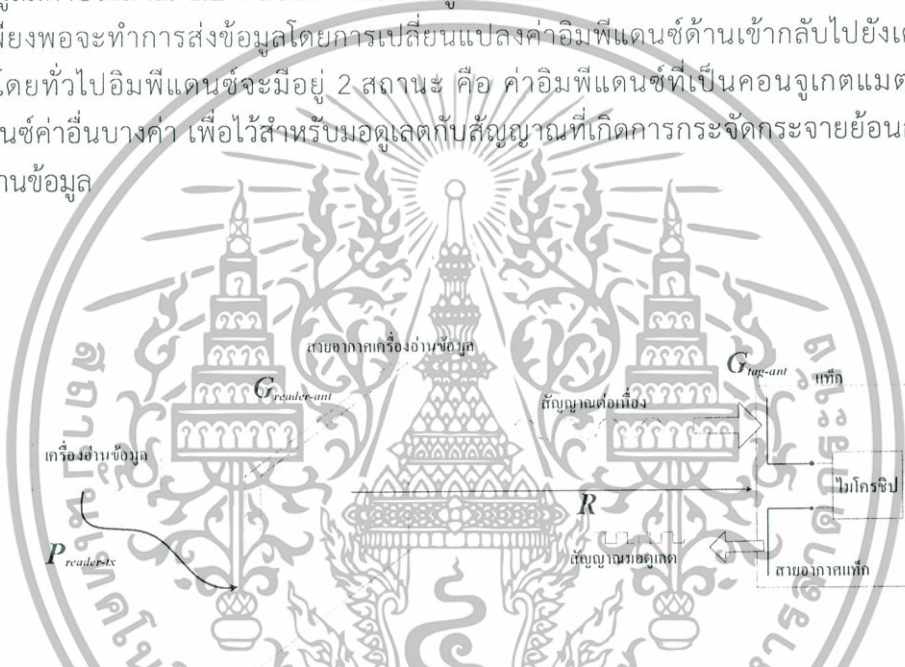 พียงพอจะทำการส่งข้อมูลโดยการเปลี่ยนแปลงค่าอิมพีแดนซ์ด้านเข้ากลับไปยังเค
โดยทั่วไปอิมพีแดนซ์จะมีอยู่ 2 สถานะ คือ ค่าอิมพีแดนซ์ที่เป็นคอนจูเกตแมต
นซ์ค่าอื่นบางค่า เพื่อไว้สำหรับมอดูเลตกับสัญญาณที่เกิดการกระจัดกระจายย้อนก
านข้อมูล
สายอากาศเครื่องอ่านข้อมูล
G reader-ant
G tag-ant
แท็ก
สัญญาณต่อเนื่อง
เครื่องอ่านข้อมูล
ไมโครชิป
R
P reader-tx
สัญญาณมอดูเลต
สายอากาศแท็ก